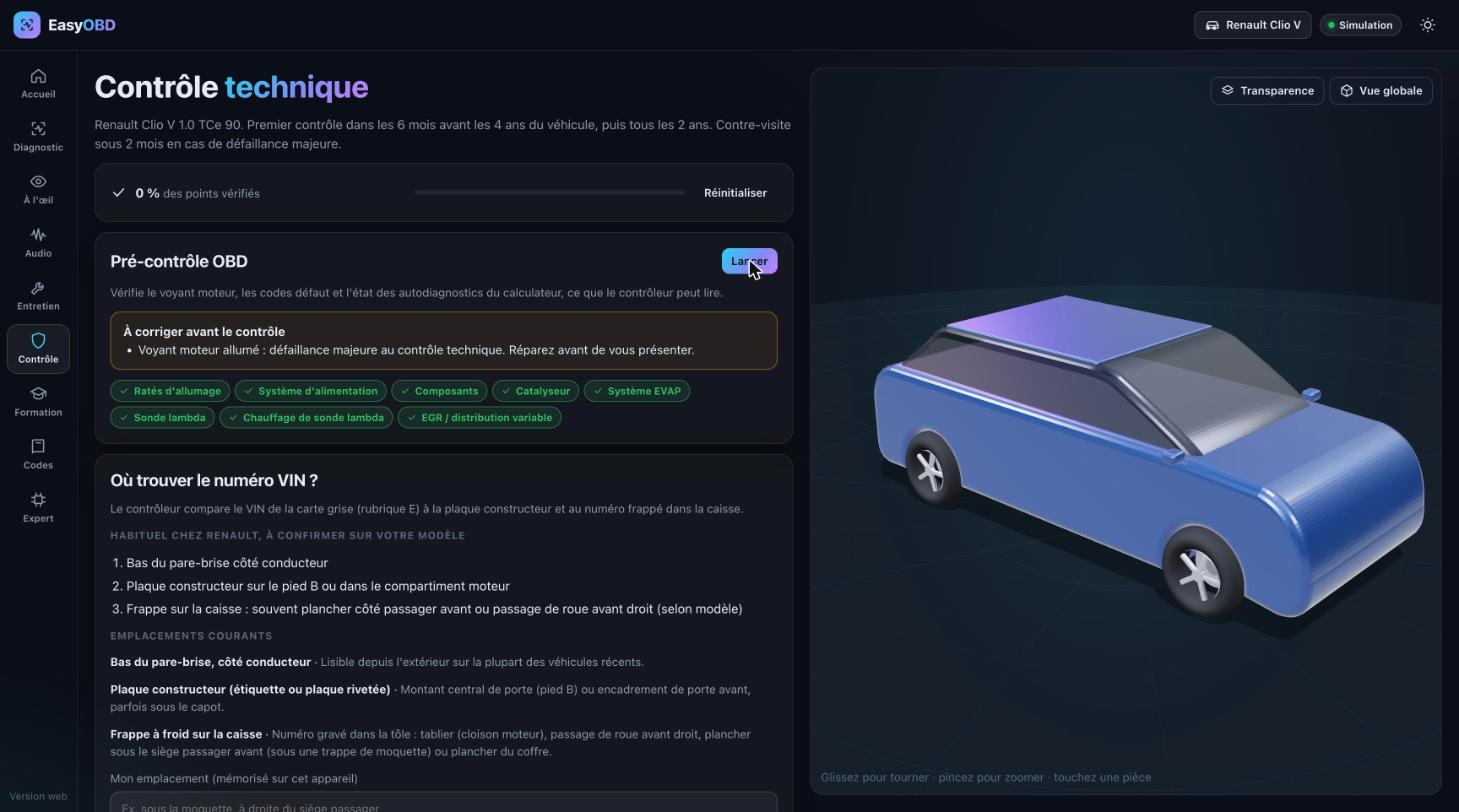 EasyOBD
Renault Clio V
Simulation
Accueil
Diagnostic
À l'œil
Audio
Entretien
Contrôle
Formation
Codes
Expert
Version web
Contrôle technique
Renault Clio V 1.0 TCe 90. Premier contrôle dans les 6 mois avant les 4 ans du véhicule, puis tous les 2 ans. Contre-visite
sous 2 mois en cas de défaillance majeure.
0 % des points vérifiés
Réinitialiser
Pré-contrôle OBD
Lancer
Vérifie le voyant moteur, les codes défaut et l'état des autodiagnostics du calculateur, ce que le contrôleur peut lire.
À corriger avant le contrôle
• Voyant moteur allumé : défaillance majeure au contrôle technique. Réparez avant de vous présenter.
Ratés d'allumage
Système d'alimentation
Composants
Catalyseur
Système EVAP
Sonde lambda
Chauffage de sonde lambda
EGR / distribution variable
Où trouver le numéro VIN ?
Le contrôleur compare le VIN de la carte grise (rubrique E) à la plaque constructeur et au numéro frappé dans la caisse.
HABITUEL CHEZ RENAULT, À CONFIRMER SUR VOTRE MODÈLE
1. Bas du pare-brise côté conducteur
2. Plaque constructeur sur le pied B ou dans le compartiment moteur
3. Frappe sur la caisse : souvent plancher côté passager avant ou passage de roue avant droit (selon modèle)
EMPLACEMENTS COURANTS
Bas du pare-brise, côté conducteur · Lisible depuis l'extérieur sur la plupart des véhicules récents.
Plaque constructeur (étiquette ou plaque rivetée) · Montant central de porte (pied B) ou encadrement de porte avant,
parfois sous le capot.
Frappe à froid sur la caisse · Numéro gravé dans la tôle : tablier (cloison moteur), passage de roue avant droit, plancher
sous le siège passager avant (sous une trappe de moquette) ou plancher du coffre.
Mon emplacement (mémorisé sur cet appareil)
Ex. sous la moquette, à droite du siège passager
Transparence
Vue globale
Glissez pour tourner · pincez pour zoomer · touchez une pièce